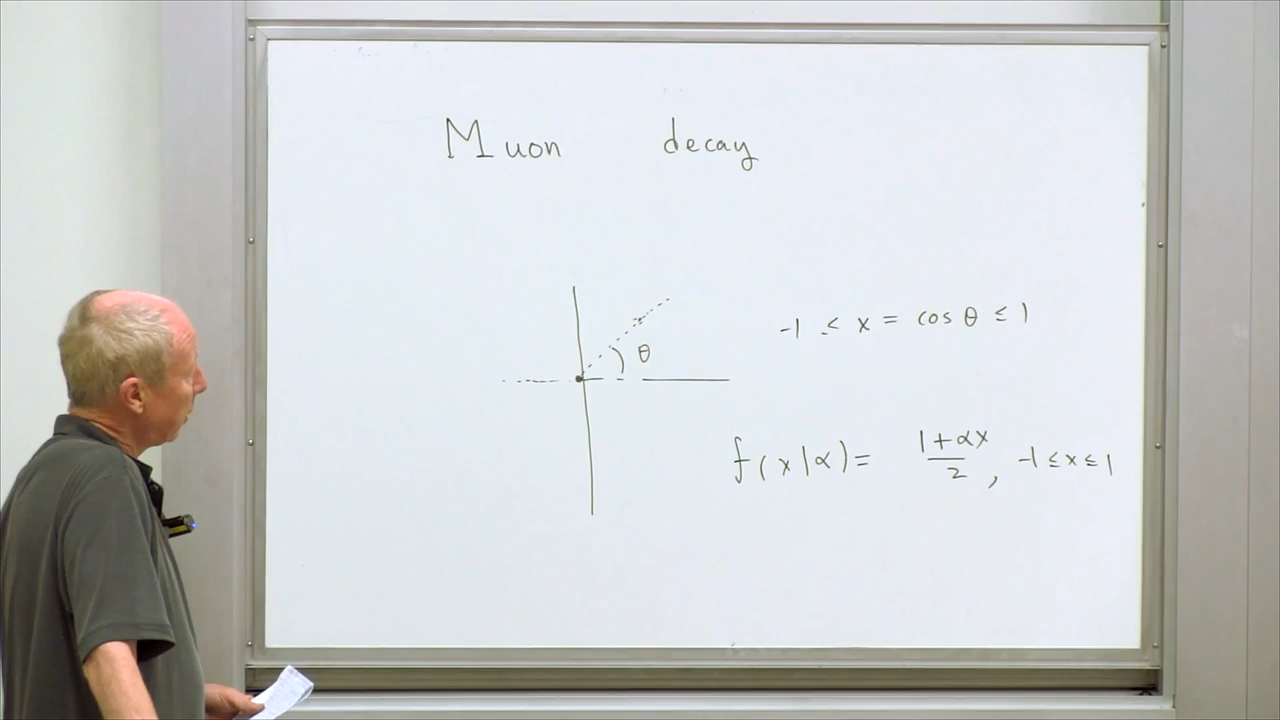 Muon decay
θ
-1 ≤ x = cos θ ≤ 1
f(x|α) = (1+αx)/2, -1 ≤ x ≤ 1